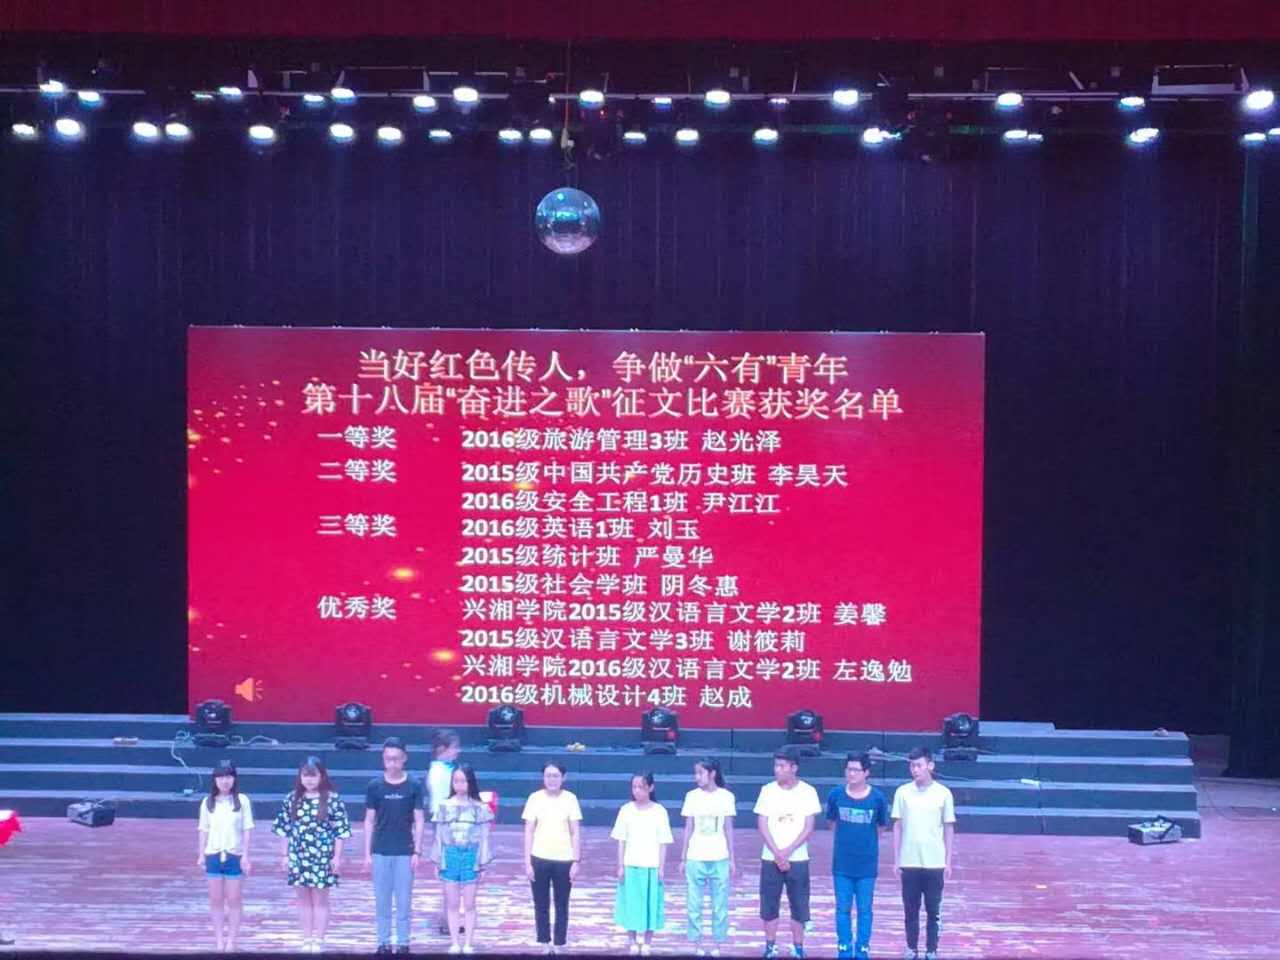 当好红色传人，争做“六有”青年
第十八届“奋进之歌”征文比赛获奖名单
一等奖 2016级旅游管理3班 赵光泽
二等奖 2015级中国共产党历史班 李昊天
2016级安全工程1班 尹江江
三等奖 2016级英语1班 刘玉
2015级统计班 严曼华
2015级社会学班 阴冬惠
优秀奖 兴湘学院2015级汉语言文学2班 姜馨
2015级汉语言文学3班 谢筱莉
兴湘学院2016级汉语言文学2班 左逸勉
2016级机械设计4班 赵成